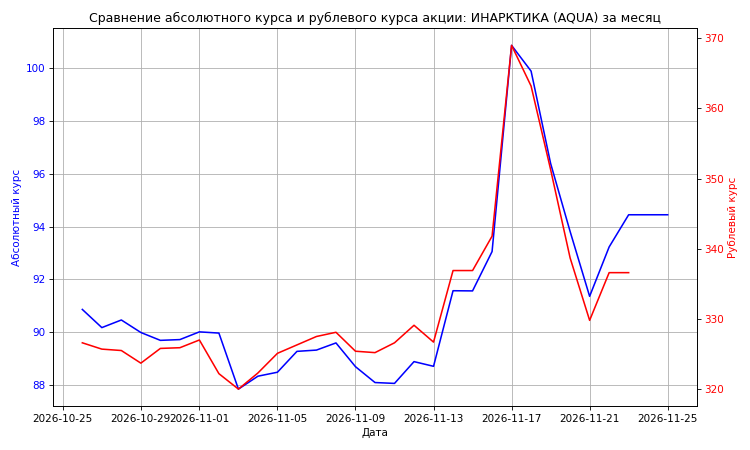 Сравнение абсолютного курса и рублевого курса акции: ИНАРКТИКА (AQUA) за месяц
Абсолютный курс
100
98
96
94
92
90
88
370
360
350
340
330
320
Рублевый курс
2026-10-25 2026-10-29 2026-11-01 2026-11-05 2026-11-09 2026-11-13 2026-11-17 2026-11-21 2026-11-25
Дата